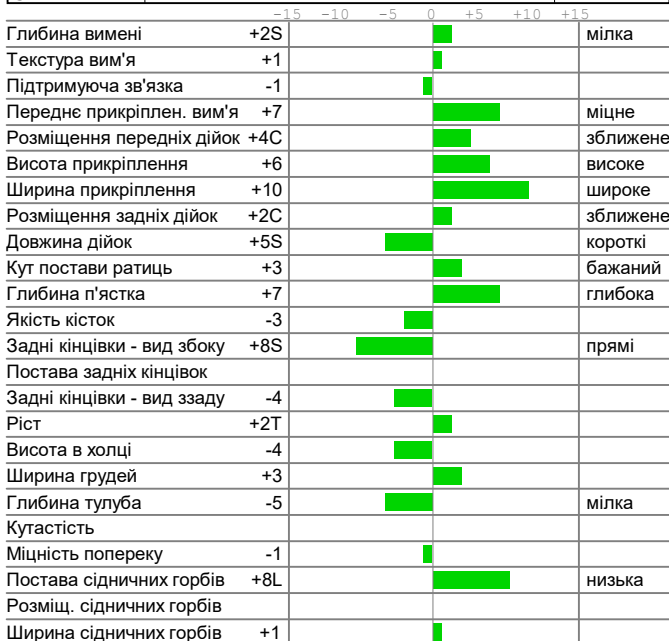 -15 -10 -5 0 +5 +10 +15
Глибина вимені +2S мілка
Текстура вим'я +1
Підтримуюча зв'язка -1
Переднє прикріплен. вим'я +7 міцне
Розміщення передніх дійок +4C зближене
Висота прикріплення +6 високе
Ширина прикріплення +10 широке
Розміщення задніх дійок +2C зближене
Довжина дійок +5S короткі
Кут постави ратиць +3 бажаний
Глибина п'ястка +7 глибока
Якість кісток -3
Задні кінцівки - вид збоку +8S прямі
Постава задніх кінцівок
Задні кінцівки - вид ззаду -4
Ріст +2T
Висота в холці -4
Ширина грудей +3
Глибина тулуба -5 мілка
Кутастість
Міцність попереку -1
Постава сідничних горбів +8L низька
Розміщ. сідничних горбів
Ширина сідничних горбів +1